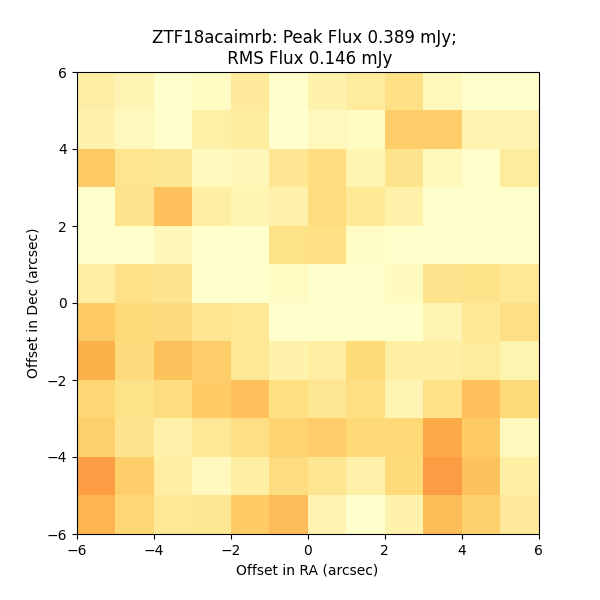 ZTF18acaimrb: Peak Flux 0.389 mJy;
RMS Flux 0.146 mJy
6
4
2
0
−2
−4
−6
Offset in Dec (arcsec)
−6 −4 −2 0 2 4 6
Offset in RA (arcsec)